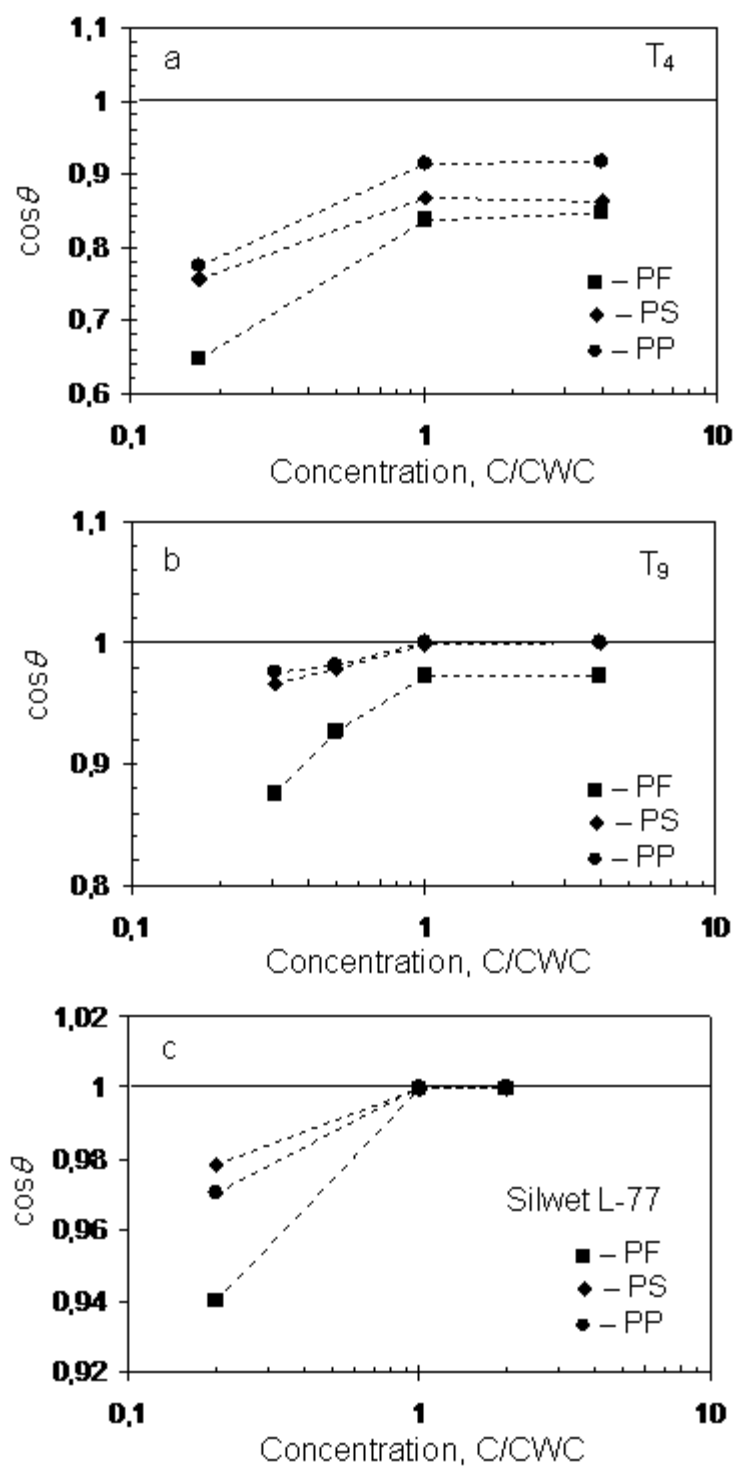 1,1
a T₄
1
0,9
cosθ
0,8
■ – PF
0,7
◆ – PS
● – PP
0,6
0,1 1 10
Concentration, C/CWC
1,1
b T₉
1
cosθ
0,9
■ – PF
◆ – PS
● – PP
0,8
0,1 1 10
Concentration, C/CWC
1,02
c
1
0,98
cosθ
Silwet L-77
0,96
■ – PF
◆ – PS
0,94
● – PP
0,92
0,1 1 10
Concentration, C/CWC